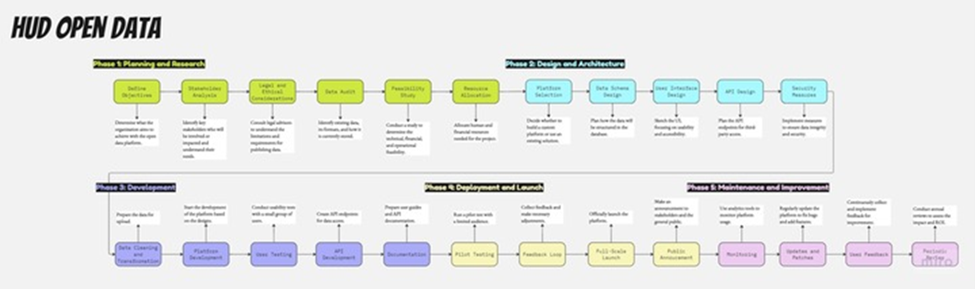 HUD OPEN DATA
Phase 1: Planning and Research
Phase 2: Design and Architecture
Define
Objectives
Stakeholder
Analysis
Legal and
Ethical
Considerations
Data Audit
Feasibility
Study
Resource
Allocation
Platform
Selection
Data Schema
Design
User Interface
Design
API Design
Security
Measures
Determine what the
organization aims to
achieve with the open
data platform.
Identify key
stakeholders who will
be involved or
impacted and
understand their
needs.
Consult legal advisors
to understand the
limitations and
requirements for
publishing data.
Identify existing data,
its formats, and how it
is currently stored.
Conduct a study to
determine the
technical, financial,
and operational
feasibility.
Allocate human and
financial resources
needed for the project
Decide whether to
build a custom
platform or use an
existing solution.
Plan how the data will
be structured in the
database.
Sketch the UI,
focusing on usability
and accessibility.
Plan the API
endpoints for third-
party access.
Implement measures
to ensure data integrity
and security.
Phase 3: Development
Phase 4: Deployment and Launch
Phase 5: Maintenance and Improvement
Prepare the data for
upload.
Start the development
of the platform based
on the designs.
Conduct usability tests
with a small group of
users.
Create API endpoints
for data access.
Prepare user guides
and API
documentation.
Run a pilot test with
a limited audience.
Collect feedback and
make necessary
adjustments.
Officially launch the
platform.
Make an
announcement to
stakeholders and the
general public.
Use analytics tools to
monitor platform
usage.
Regularly update the
platform to fix bugs
and add features.
Continuously collect
and implement
feedback for
improvements.
Conduct annual
reviews to assess the
impact and ROI.
Data Cleaning
and
Transformation
Platform
Development
User Testing
API
Development
Documentation
Pilot Testing
Feedback Loop
Full-Scale
Launch
Public
Annoucement
Monitoring
Updates and
Patches
User Feedback
Periodic
Review
miro